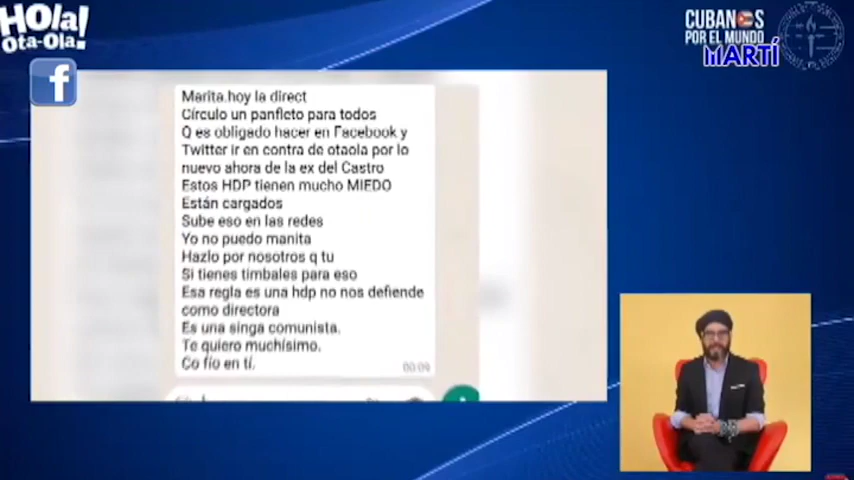 Hola!
Ota-Ola!
CUBANOS
POR EL MUNDO
MARTÍ
f
Marita.hoy la direct
Círculo un panfleto para todos
Q es obligado hacer en Facebook y
Twitter ir en contra de otaola por lo
nuevo ahora de la ex del Castro
Estos HDP tienen mucho MIEDO
Están cargados
Sube eso en las redes
Yo no puedo manita
Hazlo por nosotros q tu
Si tienes timbales para eso
Esa regla es una hdp no nos defiende
como directora
Es una singa comunista.
Te quiero muchísimo.
Co fío en tí.
00:09